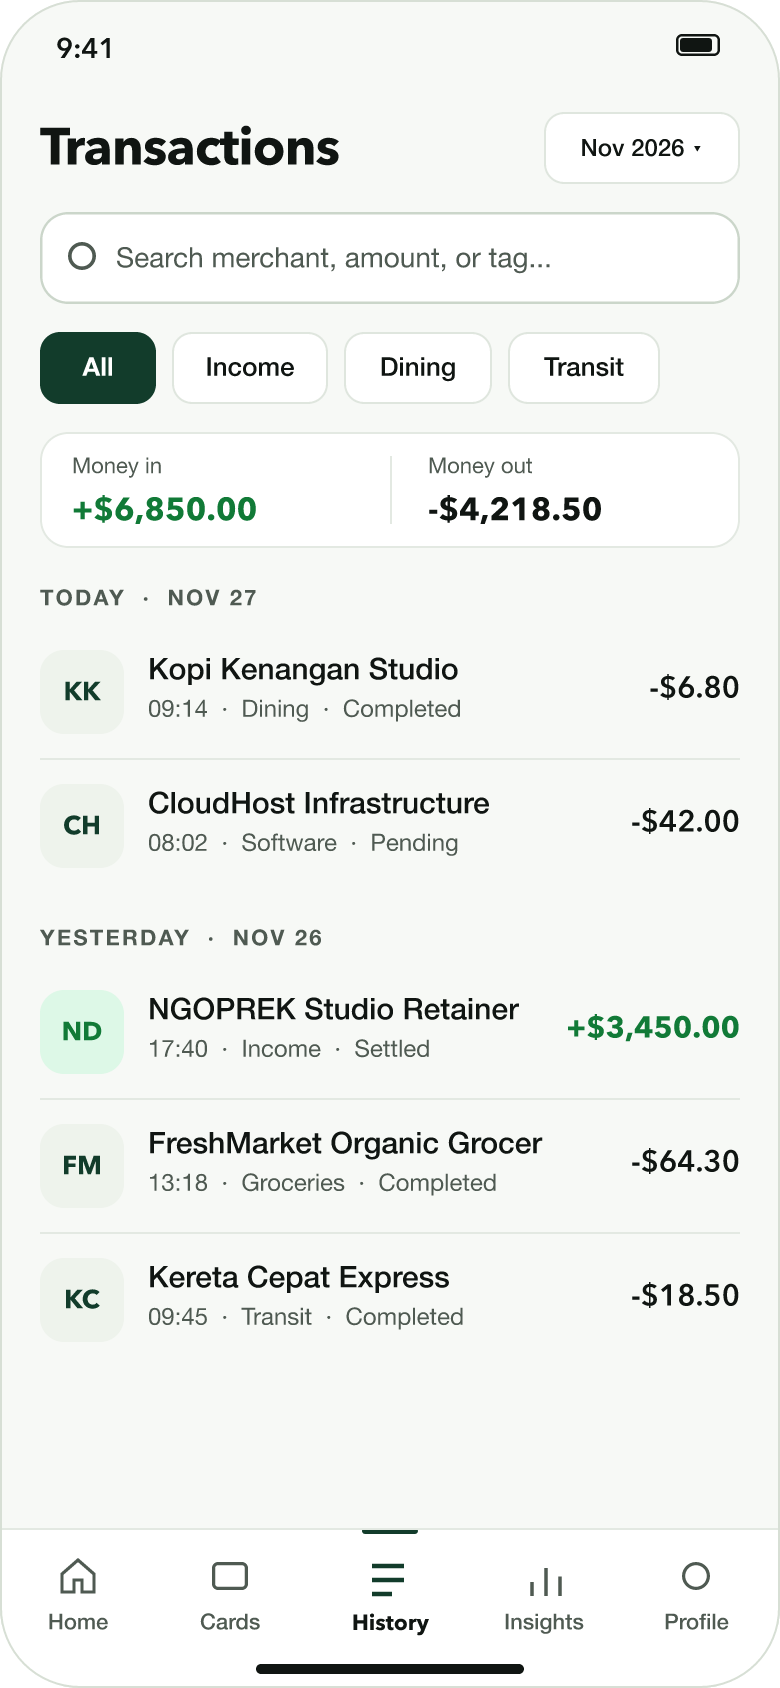 9:41
Transactions
Nov 2026 ▾
Search merchant, amount, or tag...
All
Income
Dining
Transit
Money in
Money out
+$6,850.00
-$4,218.50
TODAY · NOV 27
KK
Kopi Kenangan Studio
09:14 · Dining · Completed
-$6.80
CH
CloudHost Infrastructure
08:02 · Software · Pending
-$42.00
YESTERDAY · NOV 26
ND
NGOPREK Studio Retainer
17:40 · Income · Settled
+$3,450.00
FM
FreshMarket Organic Grocer
13:18 · Groceries · Completed
-$64.30
KC
Kereta Cepat Express
09:45 · Transit · Completed
-$18.50
Home
Cards
History
Insights
Profile